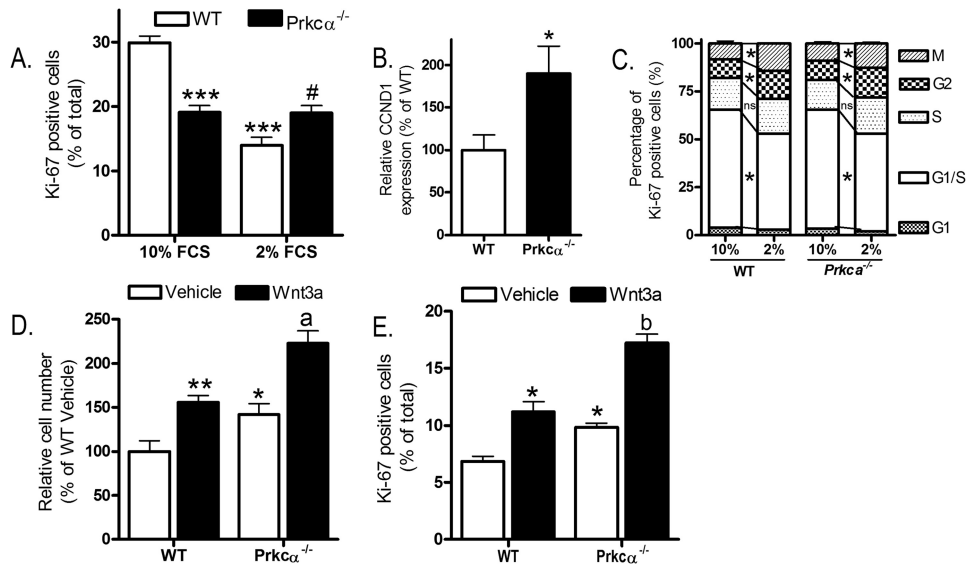 A.
WT
Prkcα-/-
Ki-67 positive cells
(% of total)
30
20
10
0
***
***
#
10% FCS
2% FCS
B.
Relative CCND1
expression (% of WT)
200
150
100
50
0
*
WT
Prkcα-/-
C.
Percentage of
Ki-67 positive cells (%)
100
75
50
25
0
*
*
ns
*
*
*
ns
*
10%
2%
10%
2%
WT
Prkca-/-
M
G2
S
G1/S
G1
D.
Vehicle
Wnt3a
Relative cell number
(% of WT Vehicle)
250
200
150
100
50
0
**
*
a
WT
Prkcα-/-
E.
Vehicle
Wnt3a
Ki-67 positive cells
(% of total)
20
15
10
5
0
*
*
b
WT
Prkcα-/-